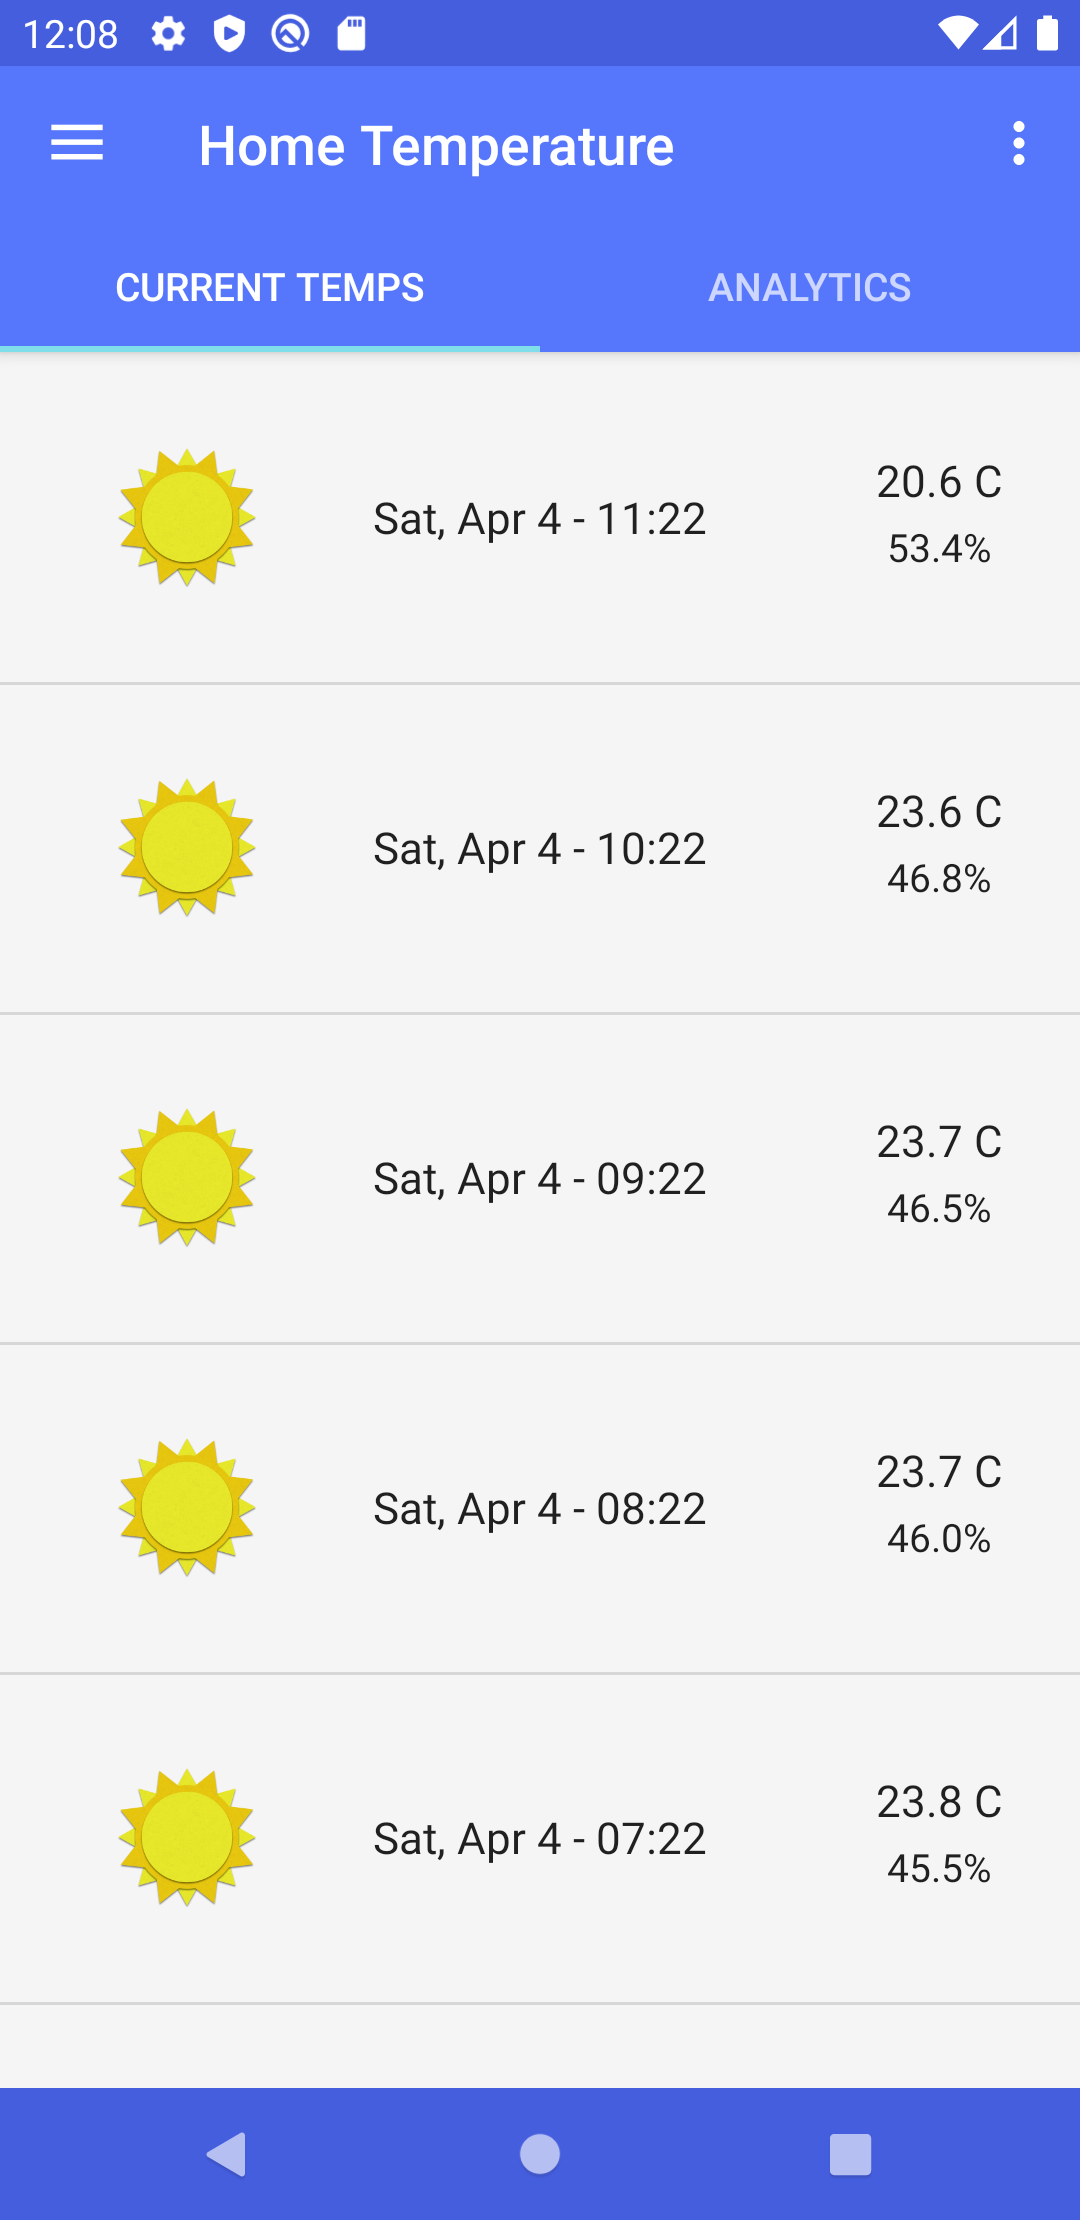 12:08
Home Temperature
CURRENT TEMPS ANALYTICS
20.6 C
Sat, Apr 4 - 11:22
53.4%
23.6 C
Sat, Apr 4 - 10:22
46.8%
23.7 C
Sat, Apr 4 - 09:22
46.5%
23.7 C
Sat, Apr 4 - 08:22
46.0%
23.8 C
Sat, Apr 4 - 07:22
45.5%